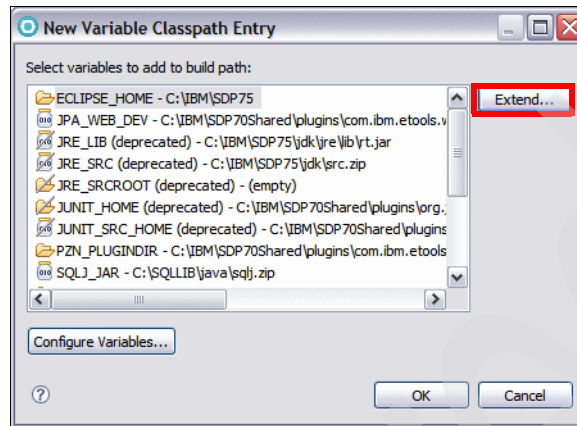 New Variable Classpath Entry
Select variables to add to build path:
ECLIPSE_HOME - C:\IBM\SDP75
Extend...
JPA_WEB_DEV - C:\IBM\SDP70Shared\plugins\com.ibm.etools.w
JRE_LIB (deprecated) - C:\IBM\SDP75\jdk\jre\lib\rt.jar
JRE_SRC (deprecated) - C:\IBM\SDP75\jdk\src.zip
JRE_SRCROOT (deprecated) - (empty)
JUNIT_HOME (deprecated) - C:\IBM\SDP70Shared\plugins\org.
JUNIT_SRC_HOME (deprecated) - C:\IBM\SDP70Shared\plugins
PZN_PLUGINDIR - C:\IBM\SDP70Shared\plugins\com.ibm.etools
SQLJ_JAR - C:\SQLLIB\java\sqlj.zip
Configure Variables...
?
OK
Cancel